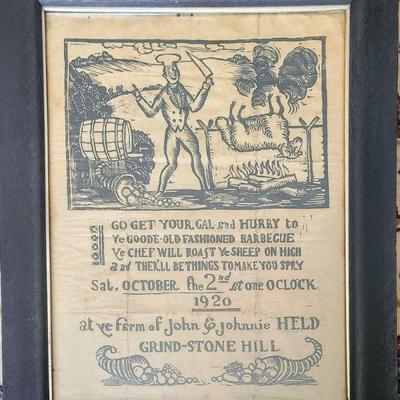 GO GET YOUR GAL and HURRY to
Ye GOODE-OLD FASHIONED BARBEGUE
Ye CHEF WILL ROAST Ye SHEEP ON HIGH
and THER'LL BE THINGS TO MAKE YOU SPRY
Sat. OCTOBER the 2nd at one OCLOCK
1920
at ye farm of John & Johnnie HELD
GRIND-STONE HILL